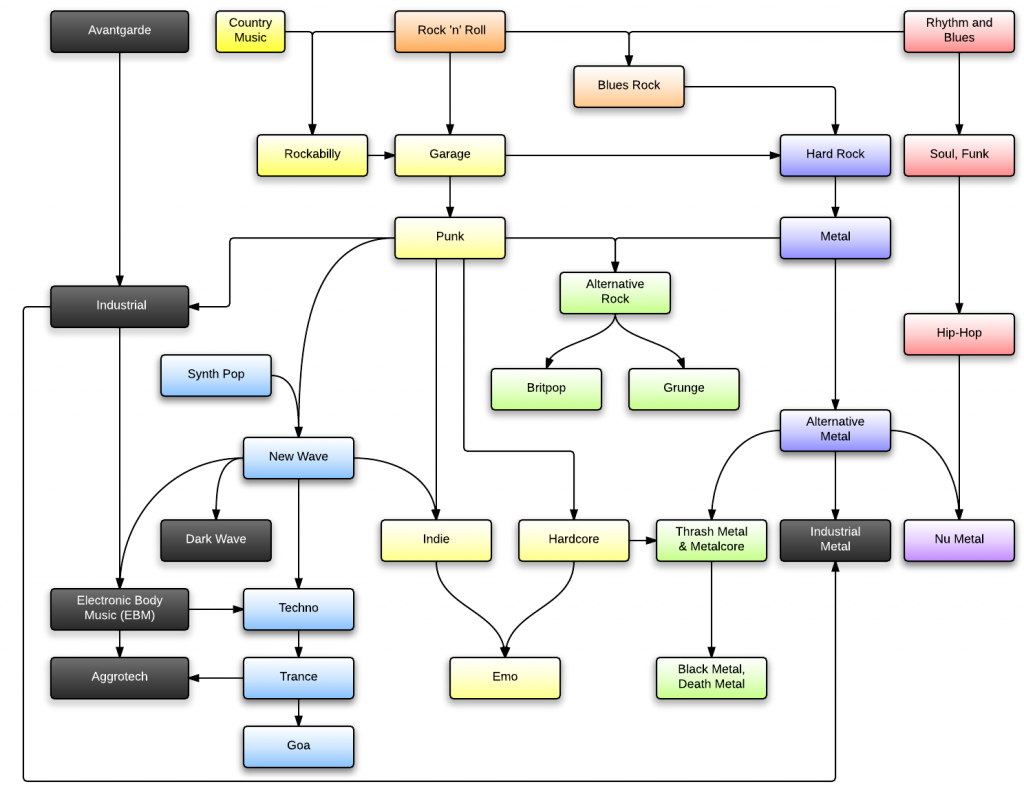 Avantgarde
Country
Music
Rock 'n' Roll
Rhythm and
Blues
Blues Rock
Rockabilly
Garage
Hard Rock
Soul, Funk
Punk
Metal
Alternative
Rock
Industrial
Hip-Hop
Synth Pop
Britpop
Grunge
Alternative
Metal
New Wave
Dark Wave
Indie
Hardcore
Thrash Metal
& Metalcore
Industrial
Metal
Nu Metal
Electronic Body
Music (EBM)
Techno
Aggrotech
Trance
Emo
Black Metal,
Death Metal
Goa